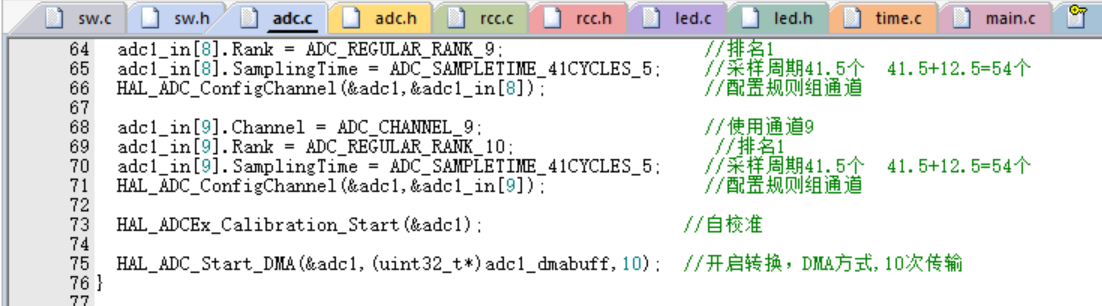 sw.c sw.h adc.c adc.h rcc.c rcc.h led.c led.h time.c main.c
64 adc1_in[8].Rank = ADC_REGULAR_RANK_9; //排名1
65 adc1_in[8].SamplingTime = ADC_SAMPLETIME_41CYCLES_5; //采样周期41.5个 41.5+12.5=54个
66 HAL_ADC_ConfigChannel(&adc1,&adc1_in[8]); //配置规则组通道
67
68 adc1_in[9].Channel = ADC_CHANNEL_9; //使用通道9
69 adc1_in[9].Rank = ADC_REGULAR_RANK_10; //排名1
70 adc1_in[9].SamplingTime = ADC_SAMPLETIME_41CYCLES_5; //采样周期41.5个 41.5+12.5=54个
71 HAL_ADC_ConfigChannel(&adc1,&adc1_in[9]); //配置规则组通道
72
73 HAL_ADCEx_Calibration_Start(&adc1); //自校准
74
75 HAL_ADC_Start_DMA(&adc1,(uint32_t*)adc1_dmabuff,10); //开启转换，DMA方式,10次传输
76 }
77